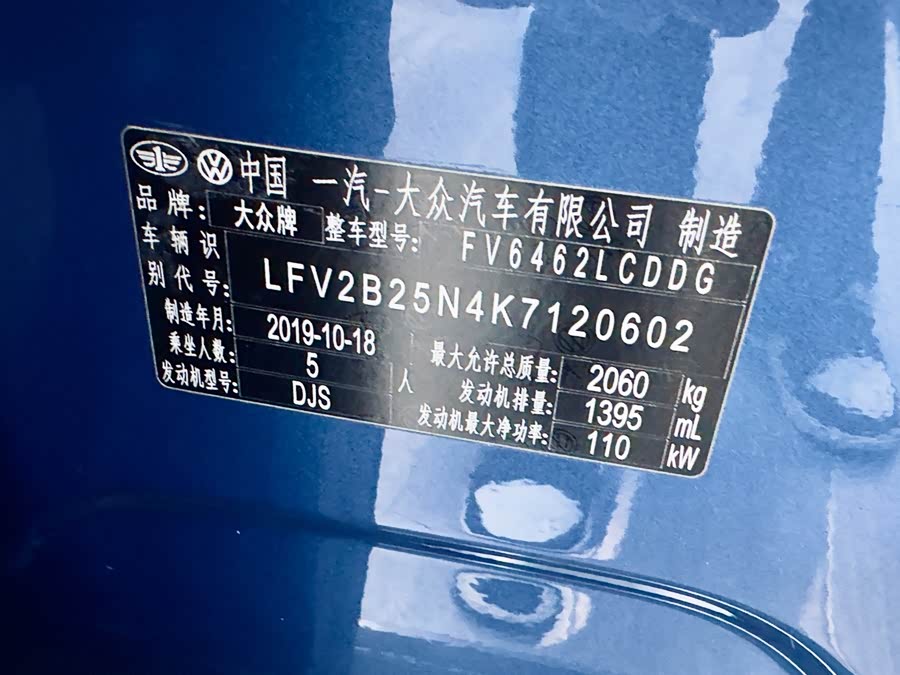 中国 一汽-大众汽车有限公司 制造
品牌: 大众牌 整车型号: FV6462LCDDG
车辆识别代号: LFV2B25N4K7120602
制造年月: 2019-10-18 最大允许总质量: 2060 kg
乘坐人数: 5 人 发动机排量: 1395 mL
发动机型号: DJS 发动机最大净功率: 110 kW